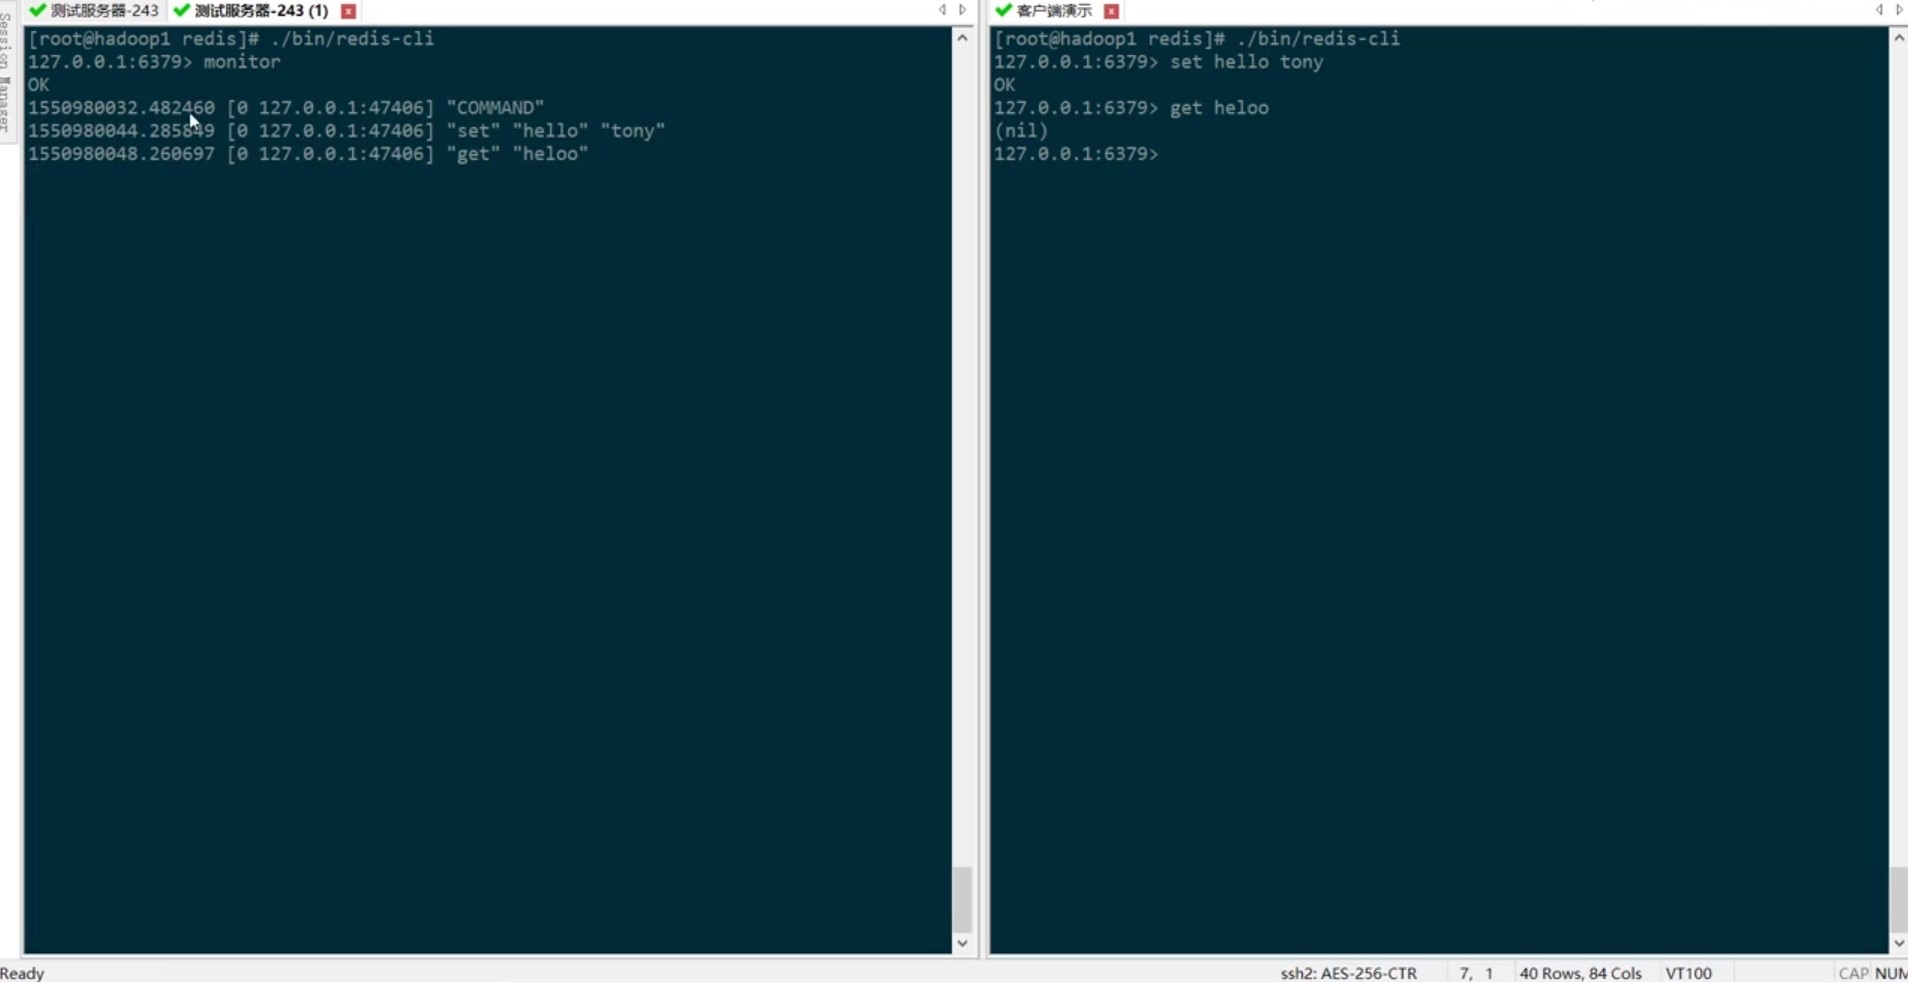 测试服务器-243
测试服务器-243 (1)
客户端演示
Session Manager
[root@hadoop1 redis]# ./bin/redis-cli
127.0.0.1:6379> monitor
OK
1550980032.482460 [0 127.0.0.1:47406] "COMMAND"
1550980044.285849 [0 127.0.0.1:47406] "set" "hello" "tony"
1550980048.260697 [0 127.0.0.1:47406] "get" "heloo"
[root@hadoop1 redis]# ./bin/redis-cli
127.0.0.1:6379> set hello tony
OK
127.0.0.1:6379> get heloo
(nil)
127.0.0.1:6379>
Ready
ssh2: AES-256-CTR
7, 1
40 Rows, 84 Cols
VT100
CAP NUM